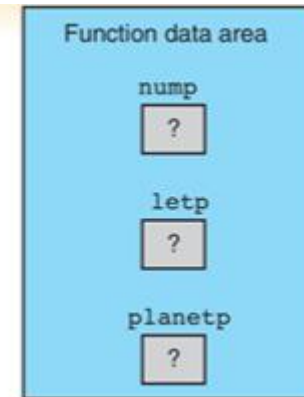 Function data area
nump
?
letp
?
planetp
?